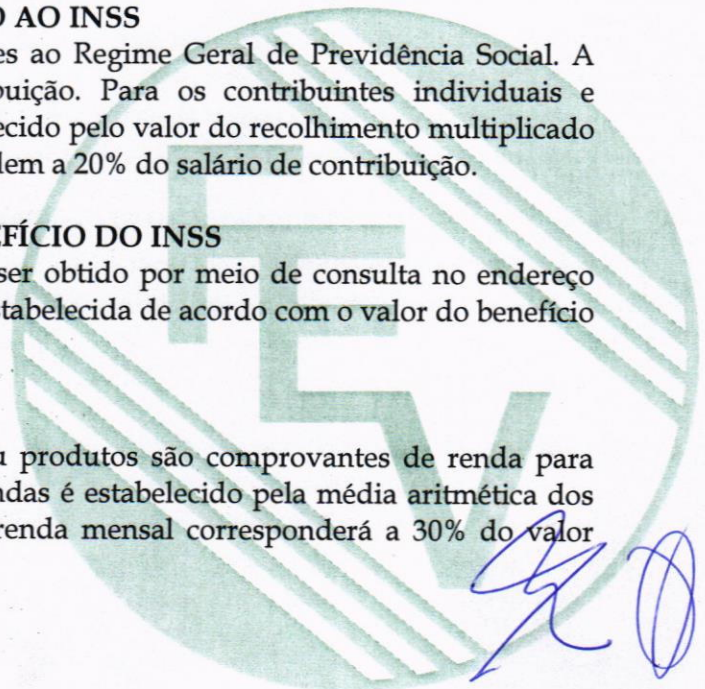 O AO INSS
es ao Regime Geral de Previdência Social. A
buição. Para os contribuintes individuais e
ecido pelo valor do recolhimento multiplicado
dem a 20% do salário de contribuição.
EFÍCIO DO INSS
ser obtido por meio de consulta no endereço
stabelecida de acordo com o valor do benefício
u produtos são comprovantes de renda para
ndas é estabelecido pela média aritmética dos
renda mensal corresponderá a 30% do valor
FEV